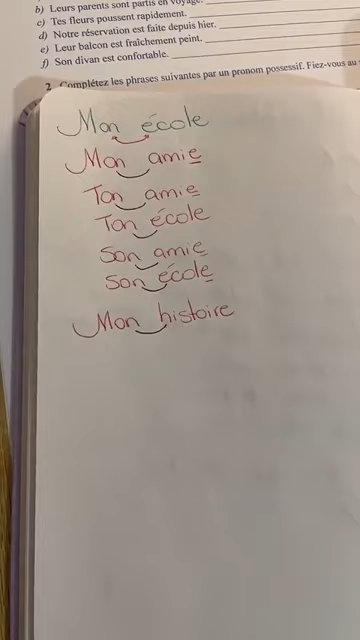 b) Leurs parents sont partis en voyage.
c) Tes fleurs poussent rapidement.
d) Notre réservation est faite depuis hier.
e) Leur balcon est fraîchement peint.
f) Son divan est confortable.
2 Complétez les phrases suivantes par un pronom possessif. Fiez-vous au
Mon école
Mon amie
Ton amie
Ton école
Son amie
Son école
Mon histoire